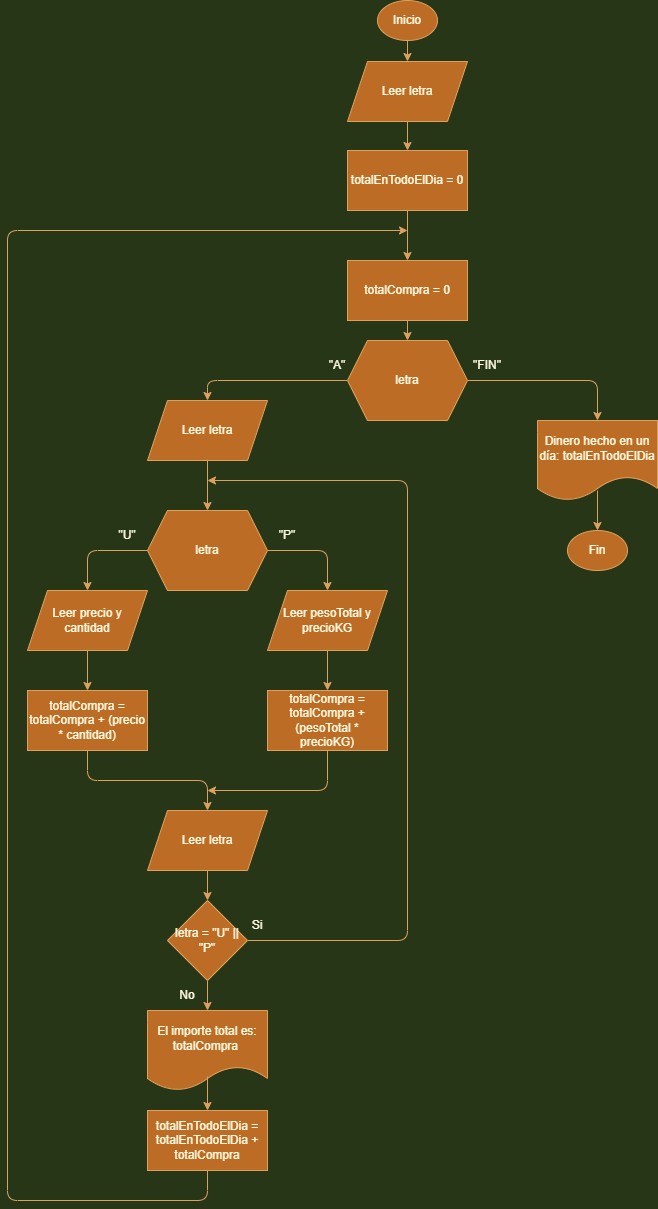 Inicio
Leer letra
totalEnTodoElDia = 0
totalCompra = 0
letra
"A"
"FIN"
Leer letra
Dinero hecho en un
día: totalEnTodoElDia
Fin
letra
"U"
"P"
Leer precio y
cantidad
Leer pesoTotal y
precioKG
totalCompra =
totalCompra + (precio
* cantidad)
totalCompra =
totalCompra +
(pesoTotal *
precioKG)
Leer letra
letra = "U" ||
"P"
Si
No
El importe total es:
totalCompra
totalEnTodoElDia =
totalEnTodoElDia +
totalCompra